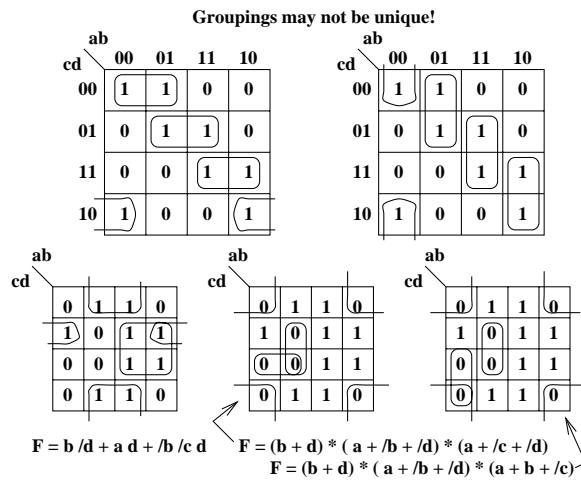 Groupings may not be unique!
ab ab
cd 00 01 11 10 cd 00 01 11 10
00 1 1 0 0 00 1 1 0 0
01 0 1 1 0 01 0 1 1 0
11 0 0 1 1 11 0 0 1 1
10 1 0 0 1 10 1 0 0 1
ab ab ab
cd cd cd
0 1 1 0 0 1 1 0 0 1 1 0
1 0 1 1 1 0 1 1 1 0 1 1
0 0 1 1 0 0 1 1 0 0 1 1
0 1 1 0 0 1 1 0 0 1 1 0
F = b /d + a d + /b /c d F = (b + d) * ( a + /b + /d) * (a + /c + /d)
F = (b + d) * ( a + /b + /d) * (a + b + /c)